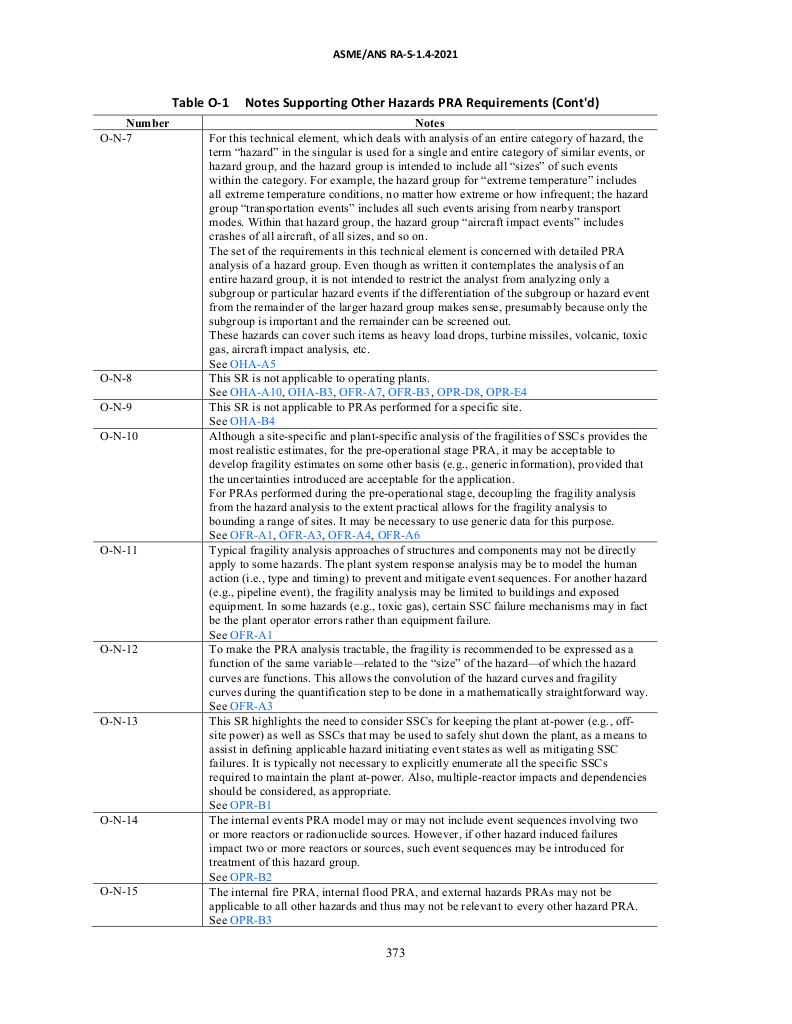 ASME/ANS RA-S-1.4-2021
Table O-1 Notes Supporting Other Hazards PRA Requirements (Cont'd)
Number Notes
O-N-7 For this technical element, which deals with analysis of an entire category of hazard, the
term “hazard” in the singular is used for a single and entire category of similar events, or
hazard group, and the hazard group is intended to include all “sizes” of such events
within the category. For example, the hazard group for “extreme temperature” includes
all extreme temperature conditions, no matter how extreme or how infrequent; the hazard
group “transportation events” includes all such events arising from nearby transport
modes. Within that hazard group, the hazard group “aircraft impact events” includes
crashes of all aircraft, of all sizes, and so on.
The set of the requirements in this technical element is concerned with detailed PRA
analysis of a hazard group. Even though as written it contemplates the analysis of an
entire hazard group, it is not intended to restrict the analyst from analyzing only a
subgroup or particular hazard events if the differentiation of the subgroup or hazard event
from the remainder of the larger hazard group makes sense, presumably because only the
subgroup is important and the remainder can be screened out.
These hazards can cover such items as heavy load drops, turbine missiles, volcanic, toxic
gas, aircraft impact analysis, etc.
See OHA-A5
O-N-8 This SR is not applicable to operating plants.
See OHA-A10, OHA-B3, OFR-A7, OFR-B3, OPR-D8, OPR-E4
O-N-9 This SR is not applicable to PRAs performed for a specific site.
See OHA-B4
O-N-10 Although a site-specific and plant-specific analysis of the fragilities of SSCs provides the
most realistic estimates, for the pre-operational stage PRA, it may be acceptable to
develop fragility estimates on some other basis (e.g., generic information), provided that
the uncertainties introduced are acceptable for the application.
For PRAs performed during the pre-operational stage, decoupling the fragility analysis
from the hazard analysis to the extent practical allows for the fragility analysis to
bounding a range of sites. It may be necessary to use generic data for this purpose.
See OFR-A1, OFR-A3, OFR-A4, OFR-A6
O-N-11 Typical fragility analysis approaches of structures and components may not be directly
apply to some hazards. The plant system response analysis may be to model the human
action (i.e., type and timing) to prevent and mitigate event sequences. For another hazard
(e.g., pipeline event), the fragility analysis may be limited to buildings and exposed
equipment. In some hazards (e.g., toxic gas), certain SSC failure mechanisms may in fact
be the plant operator errors rather than equipment failure.
See OFR-A1
O-N-12 To make the PRA analysis tractable, the fragility is recommended to be expressed as a
function of the same variable—related to the “size” of the hazard—of which the hazard
curves are functions. This allows the convolution of the hazard curves and fragility
curves during the quantification step to be done in a mathematically straightforward way.
See OFR-A3
O-N-13 This SR highlights the need to consider SSCs for keeping the plant at-power (e.g., off-
site power) as well as SSCs that may be used to safely shut down the plant, as a means to
assist in defining applicable hazard initiating event states as well as mitigating SSC
failures. It is typically not necessary to explicitly enumerate all the specific SSCs
required to maintain the plant at-power. Also, multiple-reactor impacts and dependencies
should be considered, as appropriate.
See OPR-B1
O-N-14 The internal events PRA model may or may not include event sequences involving two
or more reactors or radionuclide sources. However, if other hazard induced failures
impact two or more reactors or sources, such event sequences may be introduced for
treatment of this hazard group.
See OPR-B2
O-N-15 The internal fire PRA, internal flood PRA, and external hazards PRAs may not be
applicable to all other hazards and thus may not be relevant to every other hazard PRA.
See OPR-B3
373